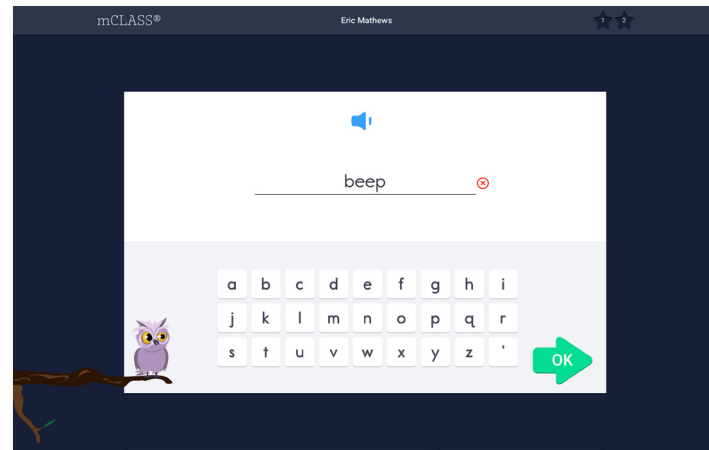 mCLASS®
Eric Mathews
1 2
beep
a b c d e f g h i
j k l m n o p q r
s t u v w x y z '
OK